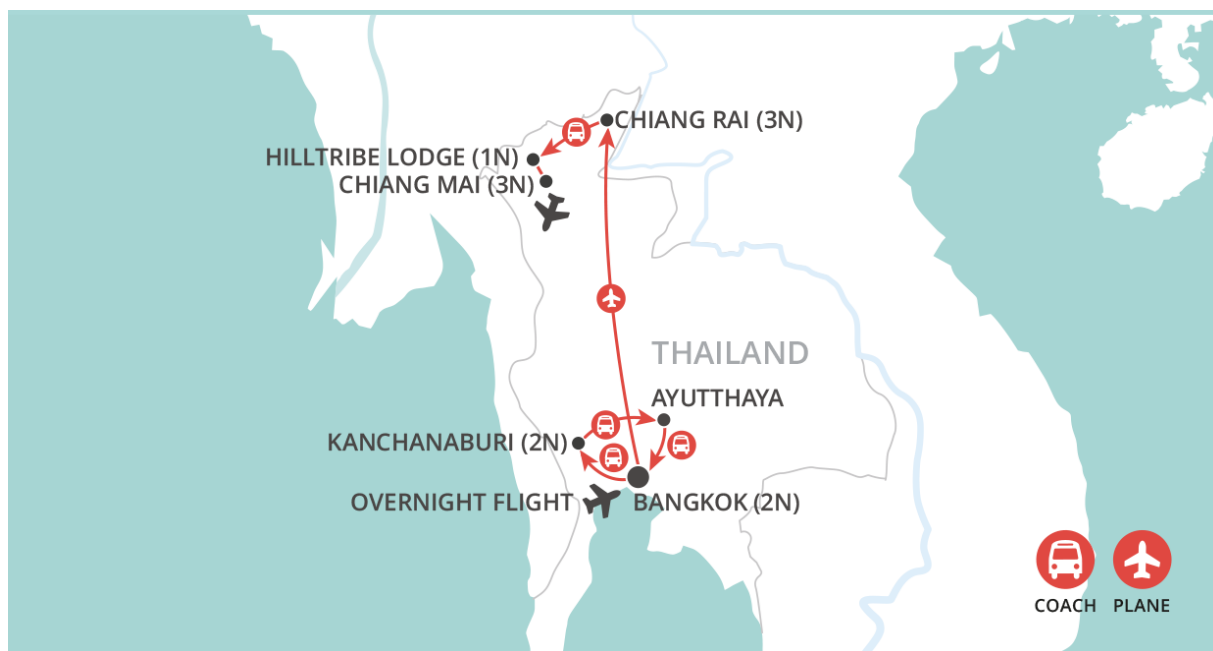 CHIANG RAI (3N)
HILLTRIBE LODGE (1N)
CHIANG MAI (3N)
THAILAND
AYUTTHAYA
KANCHANABURI (2N)
OVERNIGHT FLIGHT
BANGKOK (2N)
COACH
PLANE